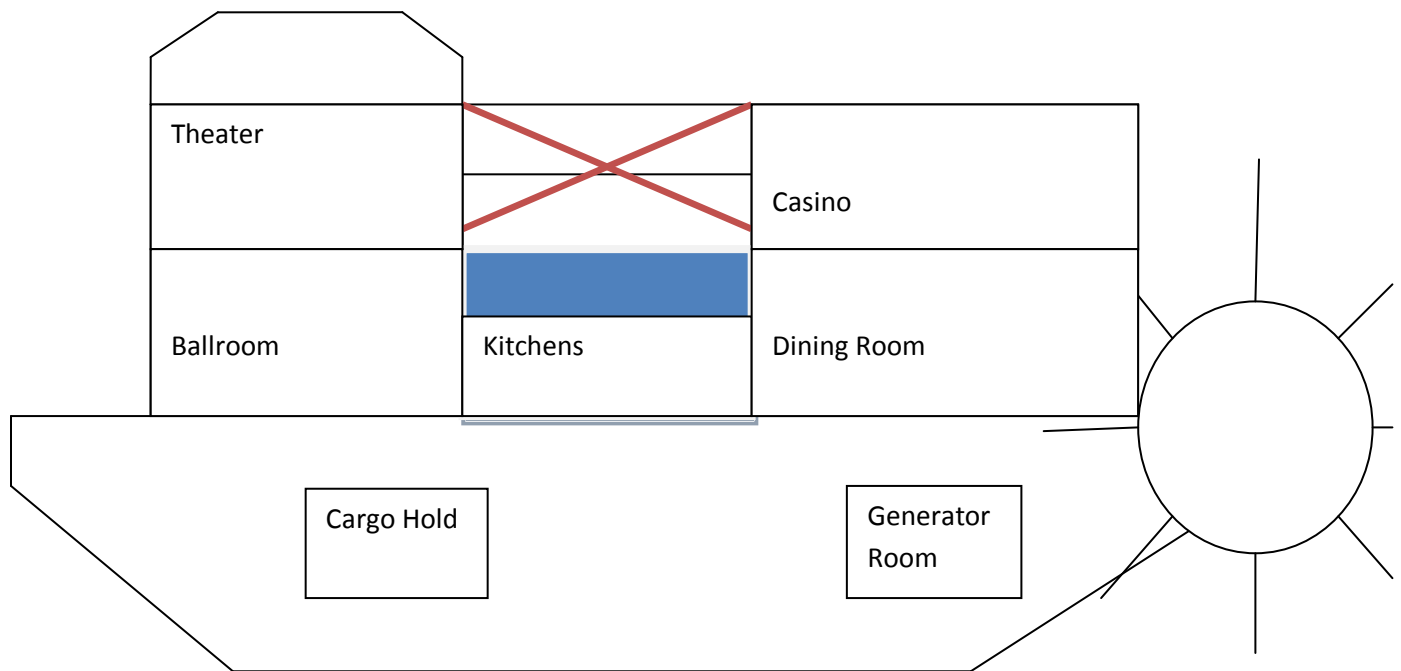 Theater
Casino
Ballroom
Kitchens
Dining Room
Cargo Hold
Generator
Room